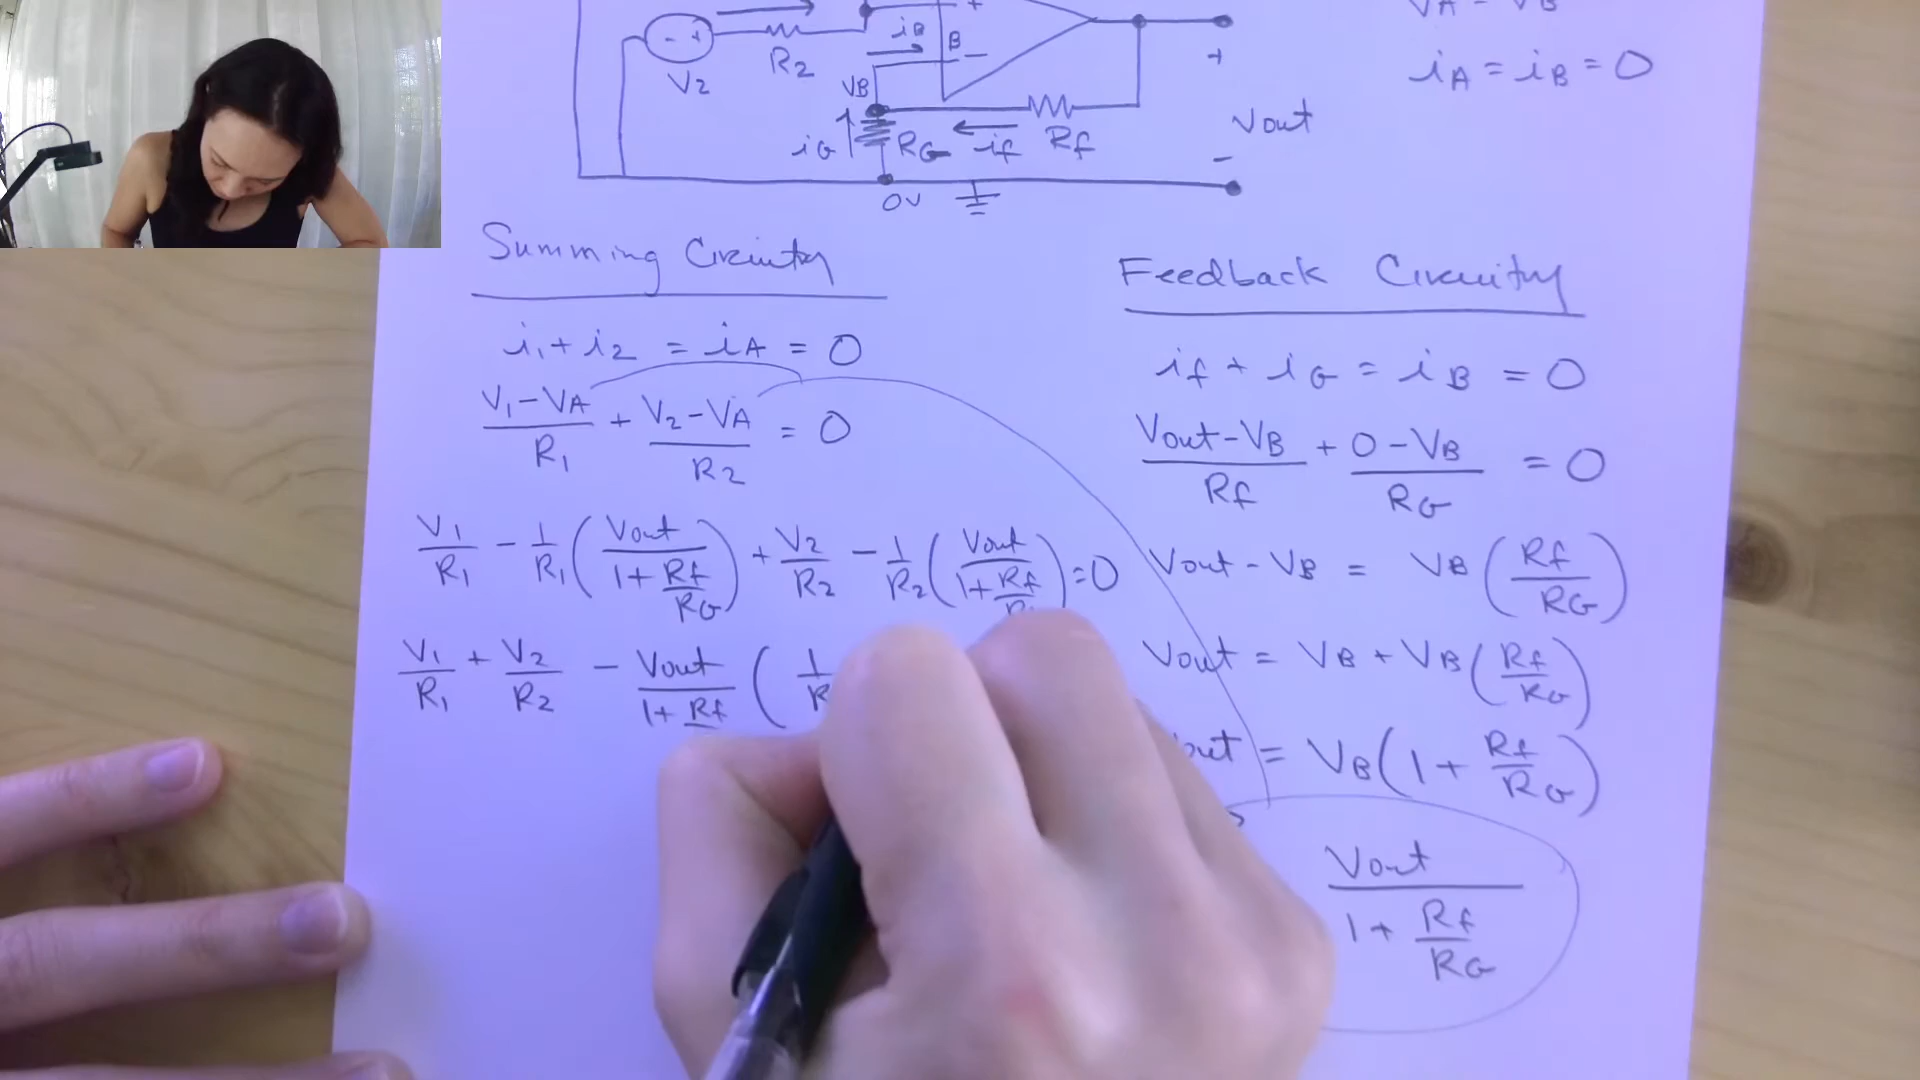 VA = VB
iA = iB = 0
R2
V2
iB
B
+
−
VB
iG
RG
if
Rf
0V
+
Vout
−
Summing Circuitry
i1 + i2 = iA = 0
(V1 − VA)/R1 + (V2 − VA)/R2 = 0
V1/R1 − 1/R1 (Vout/(1 + Rf/RG)) + V2/R2 − 1/R2 (Vout/(1 + Rf/R)) = 0
V1/R1 + V2/R2 − Vout/(1 + Rf) ( 1/R
Feedback Circuitry
if + iG = iB = 0
(Vout − VB)/Rf + (0 − VB)/RG = 0
Vout − VB = VB (Rf/RG)
Vout = VB + VB (Rf/RG)
out = VB (1 + Rf/RG)
Vout/(1 + Rf/RG)